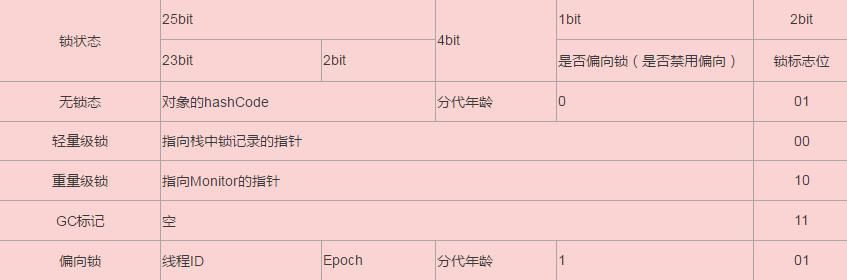 锁状态 25bit 4bit 1bit 2bit
23bit 2bit 是否偏向锁（是否禁用偏向） 锁标志位
无锁态 对象的hashCode 分代年龄 0 01
轻量级锁 指向栈中锁记录的指针 00
重量级锁 指向Monitor的指针 10
GC标记 空 11
偏向锁 线程ID Epoch 分代年龄 1 01